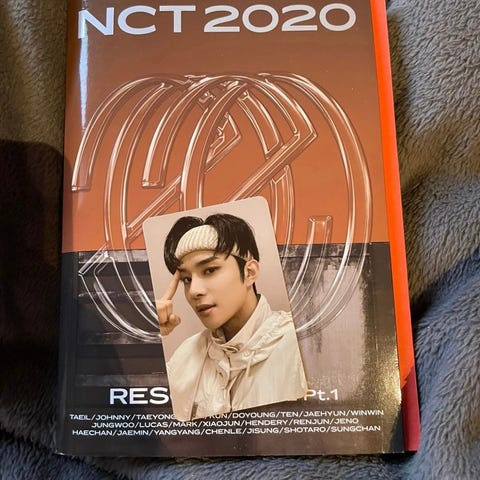 NCT 2020
RES Pt.1
TAEIL/JOHNNY/TAEYONG KUN/DOYOUNG/TEN/JAEHYUN/WINWIN
JUNGWOO/LUCAS/MARK/XIAOJUN/HENDERY/RENJUN/JENO
HAECHAN/JAEMIN/YANGYANG/CHENLE/JISUNG/SHOTARO/SUNGCHAN